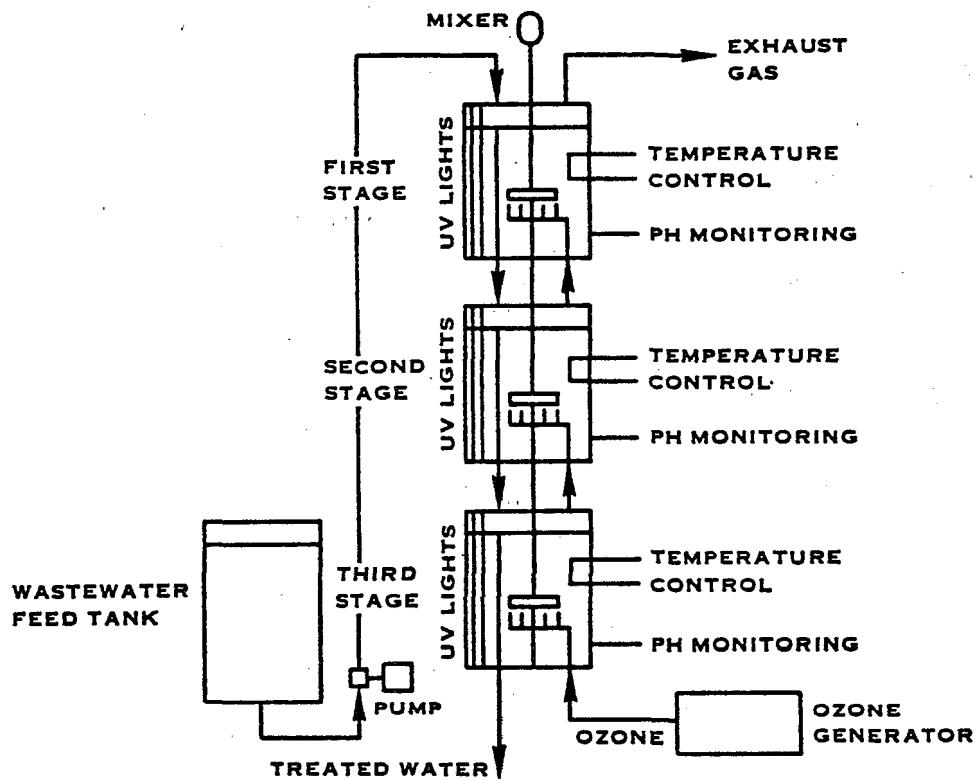 MIXER
EXHAUST
GAS
FIRST
STAGE
UV LIGHTS
TEMPERATURE
CONTROL
PH MONITORING
SECOND
STAGE
UV LIGHTS
TEMPERATURE
CONTROL
PH MONITORING
WASTEWATER
FEED TANK
THIRD
STAGE
UV LIGHTS
TEMPERATURE
CONTROL
PH MONITORING
PUMP
OZONE
OZONE
GENERATOR
TREATED WATER